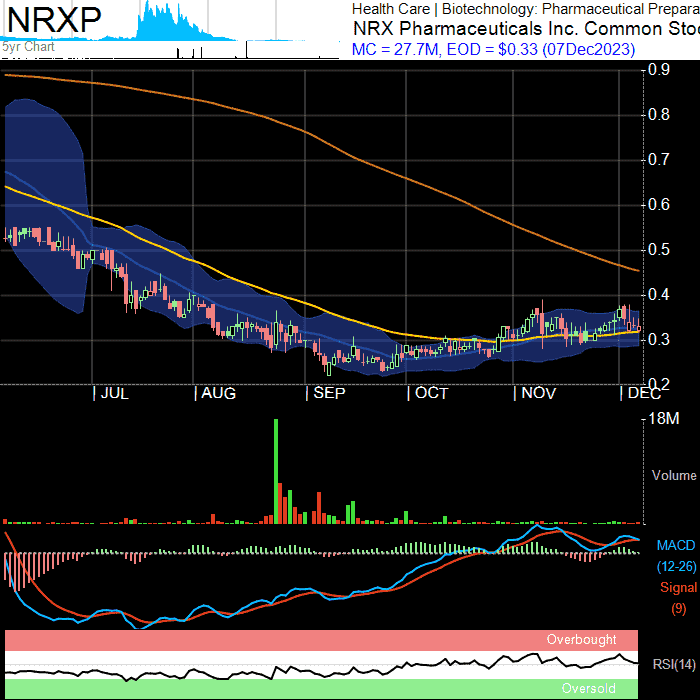 NRXP
5yr Chart
Health Care | Biotechnology: Pharmaceutical Prepara
NRX Pharmaceuticals Inc. Common Stoc
MC = 27.7M, EOD = $0.33 (07Dec2023)
0.9
0.8
0.7
0.6
0.5
0.4
0.3
0.2
JUL
AUG
SEP
OCT
NOV
DEC
18M
Volume
MACD
(12-26)
Signal
(9)
Overbought
RSI(14)
Oversold